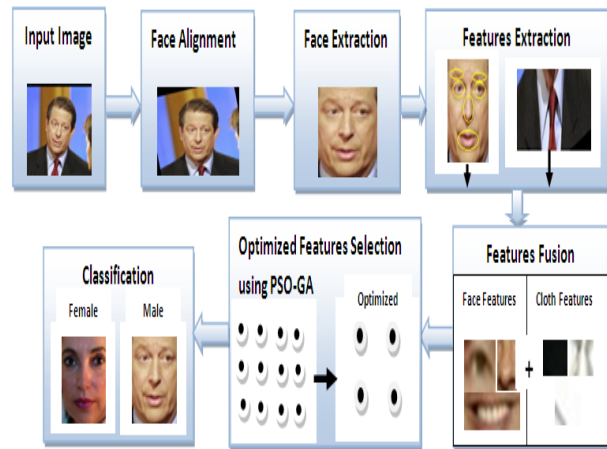 Input Image
Face Alignment
Face Extraction
Features Extraction
Features Fusion
Face Features
Cloth Features
+
Optimized Features Selection
using PSO-GA
Optimized
Classification
Female
Male